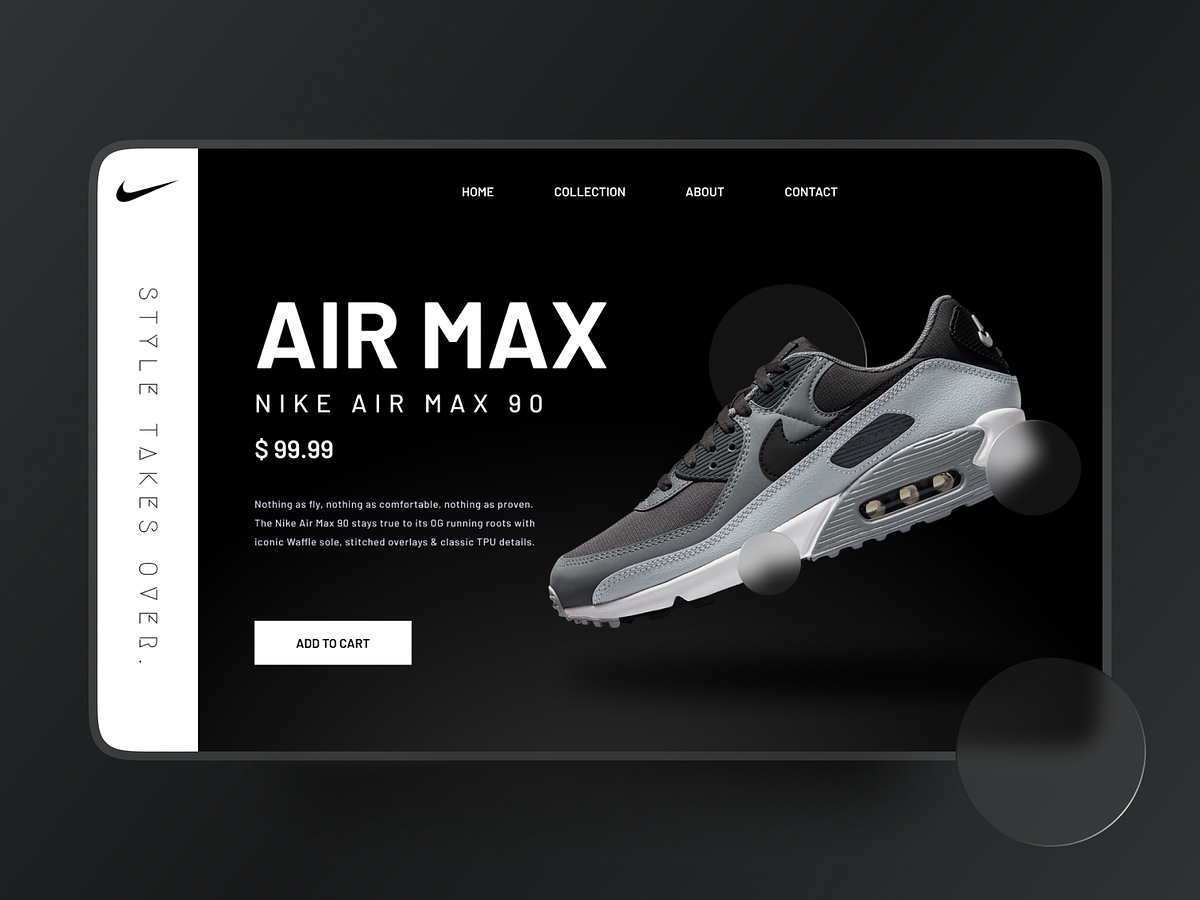 HOME COLLECTION ABOUT CONTACT
STYLE TAKES OVER.
AIR MAX
NIKE AIR MAX 90
$ 99.99
Nothing as fly, nothing as comfortable, nothing as proven.
The Nike Air Max 90 stays true to its OG running roots with
iconic Waffle sole, stitched overlays & classic TPU details.
ADD TO CART